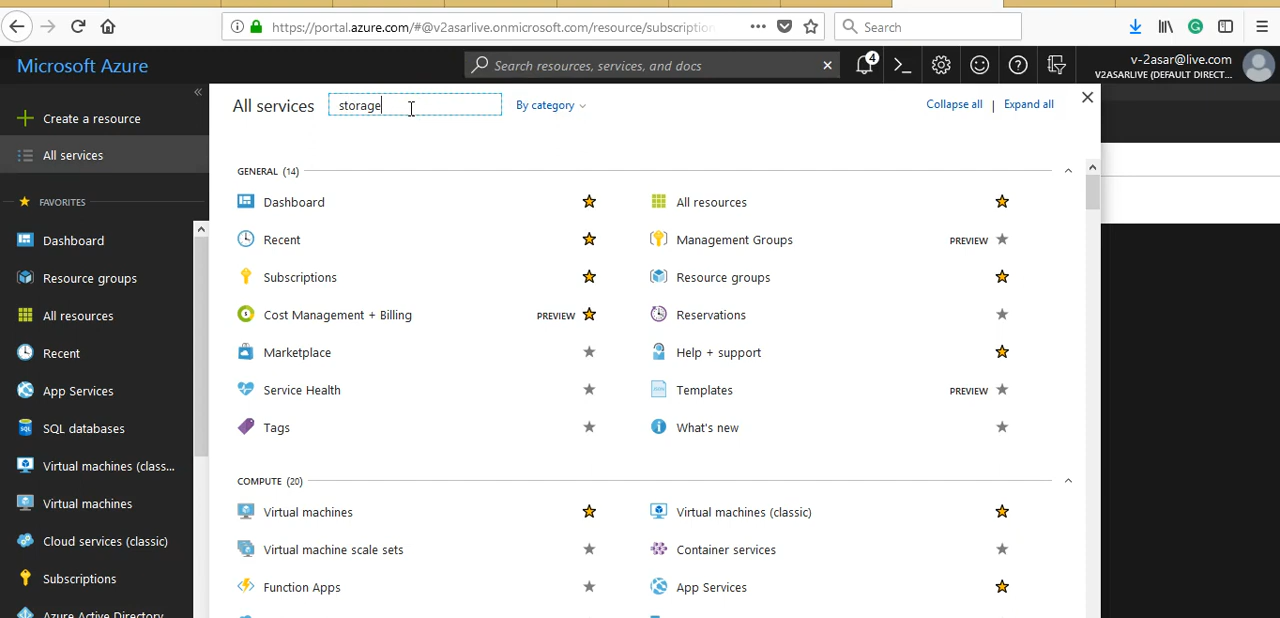 https://portal.azure.com/#@v2asarlive.onmicrosoft.com/resource/subscription
Search
Microsoft Azure
Search resources, services, and docs
4
v-2asar@live.com
V2ASARLIVE (DEFAULT DIRECT...
Create a resource
All services
FAVORITES
Dashboard
Resource groups
All resources
Recent
App Services
SQL databases
Virtual machines (class...
Virtual machines
Cloud services (classic)
Subscriptions
Azure Active Directory
All services
storage
By category
Collapse all | Expand all
GENERAL (14)
Dashboard
All resources
Recent
Management Groups PREVIEW
Subscriptions
Resource groups
Cost Management + Billing PREVIEW
Reservations
Marketplace
Help + support
Service Health
Templates PREVIEW
Tags
What's new
COMPUTE (20)
Virtual machines
Virtual machines (classic)
Virtual machine scale sets
Container services
Function Apps
App Services